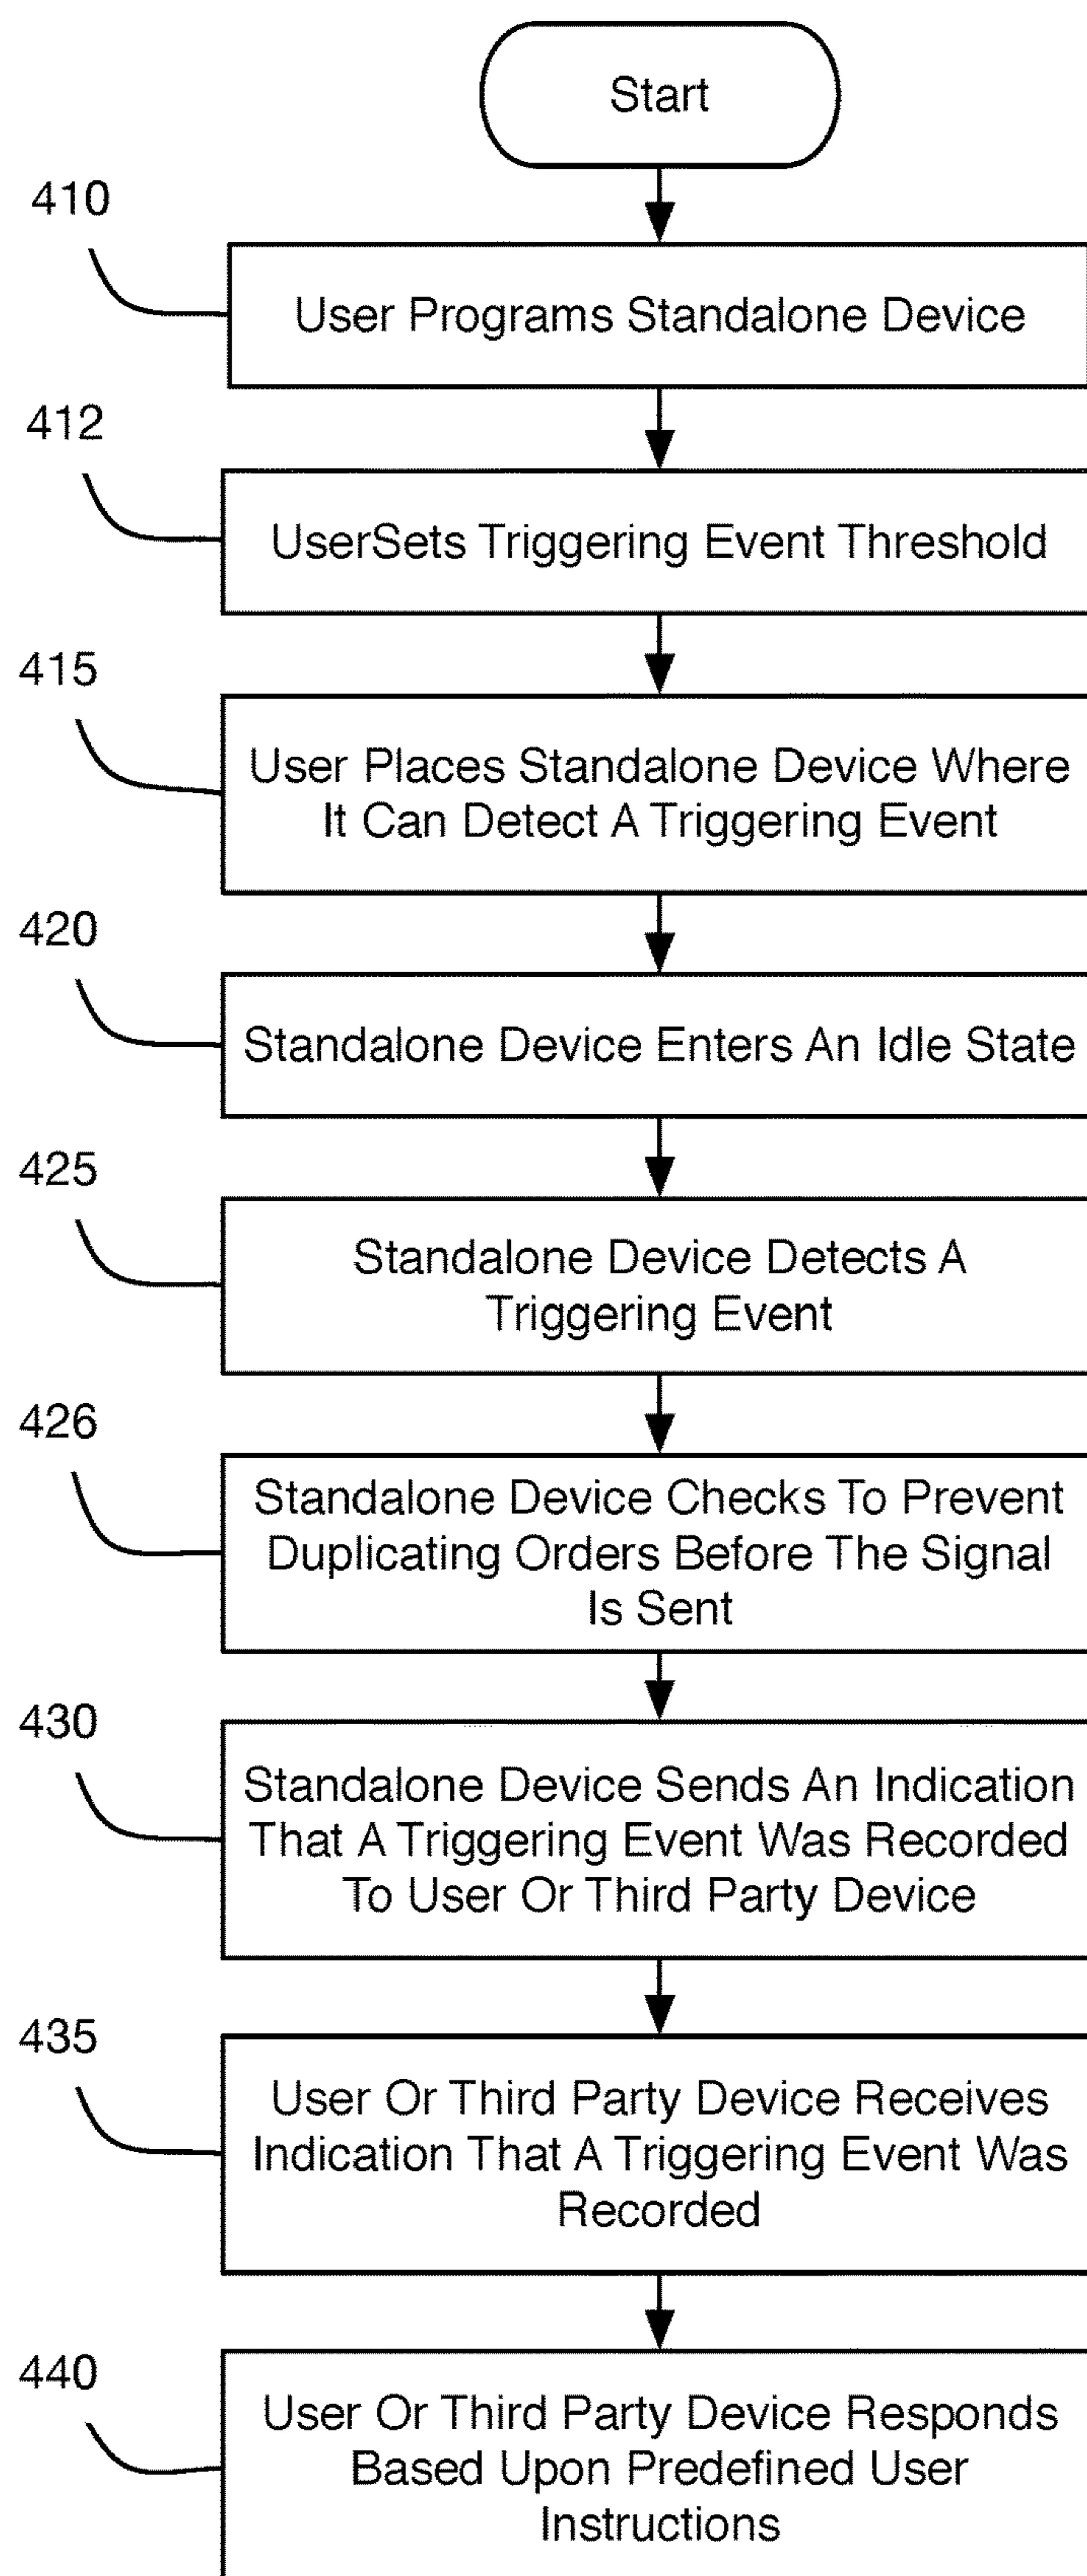 Start
410
User Programs Standalone Device
412
UserSets Triggering Event Threshold
415
User Places Standalone Device Where
It Can Detect A Triggering Event
420
Standalone Device Enters An Idle State
425
Standalone Device Detects A
Triggering Event
426
Standalone Device Checks To Prevent
Duplicating Orders Before The Signal
Is Sent
430
Standalone Device Sends An Indication
That A Triggering Event Was Recorded
To User Or Third Party Device
435
User Or Third Party Device Receives
Indication That A Triggering Event Was
Recorded
440
User Or Third Party Device Responds
Based Upon Predefined User
Instructions